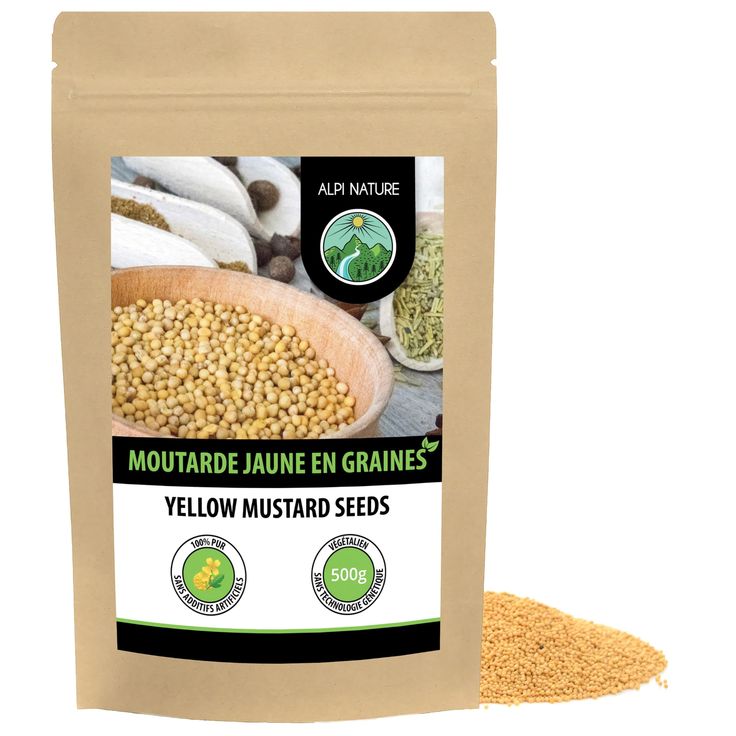 ALPI NATURE
MOUTARDE JAUNE EN GRAINES
YELLOW MUSTARD SEEDS
100% PUR
SANS ADDITIFS ARTIFICIELS
VÉGÉTALIEN
500g
SANS TECHNOLOGIE GÉNÉTIQUE